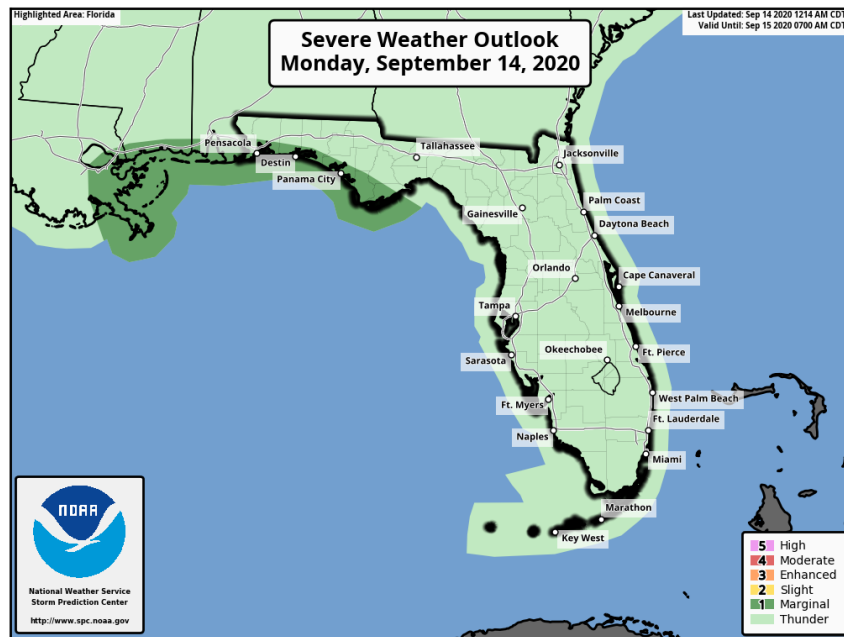 Highlighted Area: Florida
Last Updated: Sep 14 2020 1214 AM CDT
Valid Until: Sep 15 2020 0700 AM CDT
Severe Weather Outlook
Monday, September 14, 2020
Pensacola
Destin
Panama City
Tallahassee
Jacksonville
Gainesville
Palm Coast
Daytona Beach
Orlando
Cape Canaveral
Tampa
Melbourne
Sarasota
Okeechobee
Ft. Pierce
Ft. Myers
West Palm Beach
Naples
Ft. Lauderdale
Miami
Marathon
Key West
NOAA
National Weather Service
Storm Prediction Center
http://www.spc.noaa.gov
5 High
4 Moderate
3 Enhanced
2 Slight
1 Marginal
Thunder